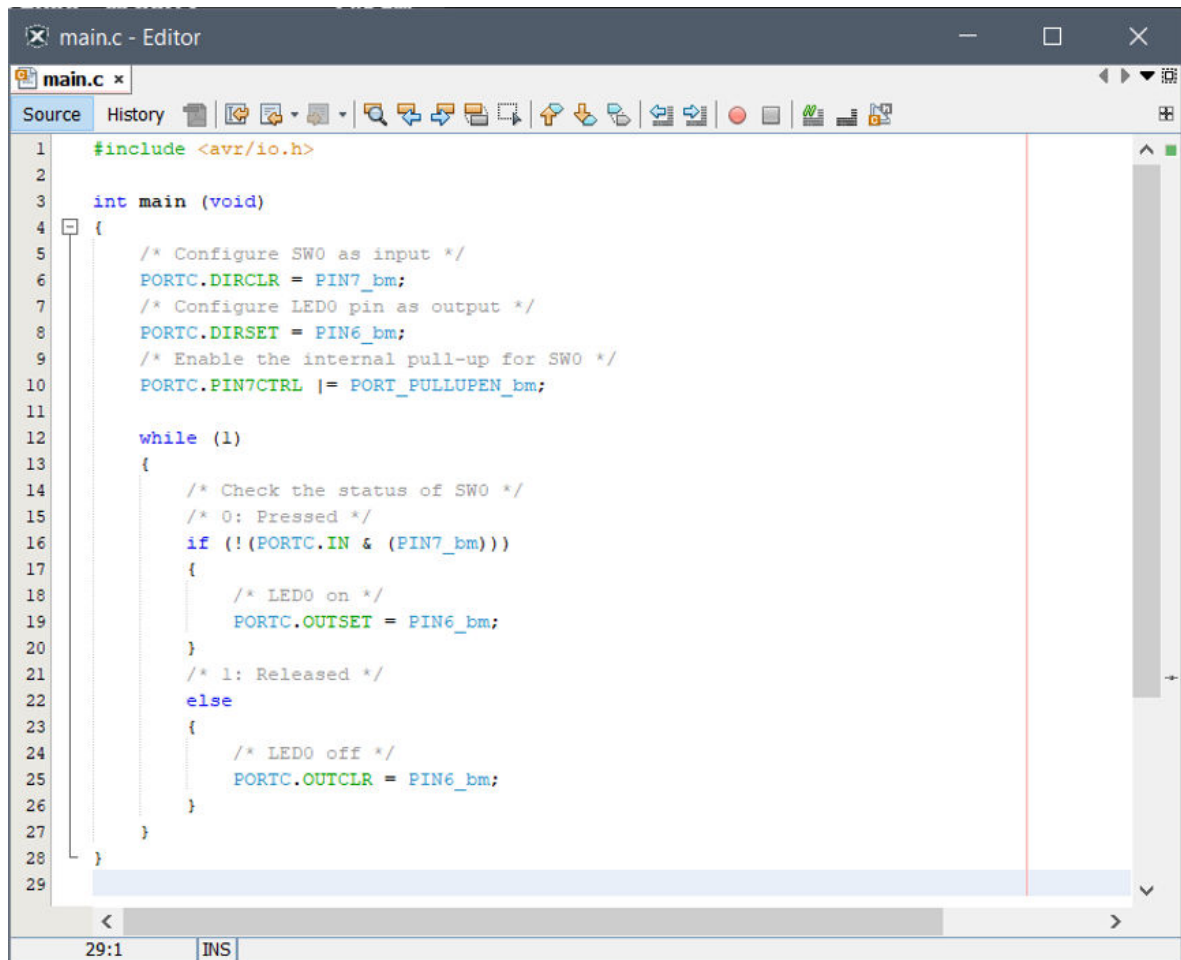 main.c - Editor
main.c
Source History
1 #include <avr/io.h>
2
3 int main (void)
4 {
5 /* Configure SW0 as input */
6 PORTC.DIRCLR = PIN7_bm;
7 /* Configure LED0 pin as output */
8 PORTC.DIRSET = PIN6_bm;
9 /* Enable the internal pull-up for SW0 */
10 PORTC.PIN7CTRL |= PORT_PULLUPEN_bm;
11
12 while (1)
13 {
14 /* Check the status of SW0 */
15 /* 0: Pressed */
16 if (!(PORTC.IN & (PIN7_bm)))
17 {
18 /* LED0 on */
19 PORTC.OUTSET = PIN6_bm;
20 }
21 /* 1: Released */
22 else
23 {
24 /* LED0 off */
25 PORTC.OUTCLR = PIN6_bm;
26 }
27 }
28 }
29
29:1 INS